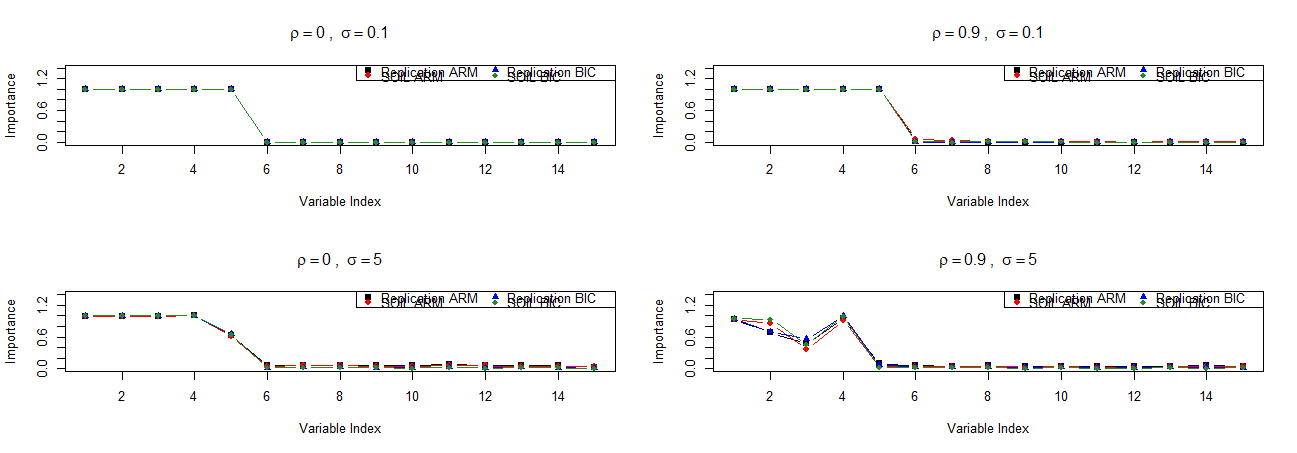 ρ = 0 , σ = 0.1
Replication ARM
Replication BIC
SOIL ARM
SOIL BIC
Importance
0.0 0.6 1.2
2 4 6 8 10 12 14
Variable Index
ρ = 0.9 , σ = 0.1
Replication ARM
Replication BIC
SOIL ARM
SOIL BIC
Importance
0.0 0.6 1.2
2 4 6 8 10 12 14
Variable Index
ρ = 0 , σ = 5
Replication ARM
Replication BIC
SOIL ARM
SOIL BIC
Importance
0.0 0.6 1.2
2 4 6 8 10 12 14
Variable Index
ρ = 0.9 , σ = 5
Replication ARM
Replication BIC
SOIL ARM
SOIL BIC
Importance
0.0 0.6 1.2
2 4 6 8 10 12 14
Variable Index